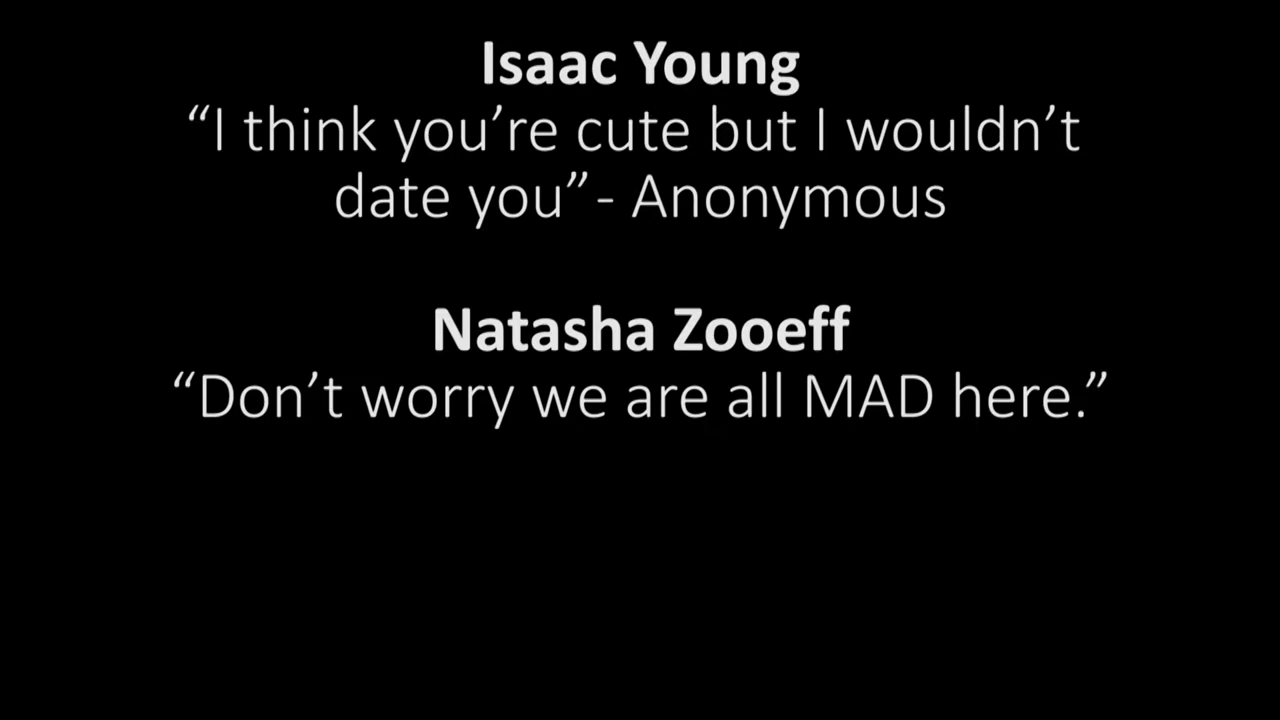 Isaac Young
“I think you’re cute but I wouldn’t
date you” - Anonymous
Natasha Zooeff
“Don’t worry we are all MAD here.”